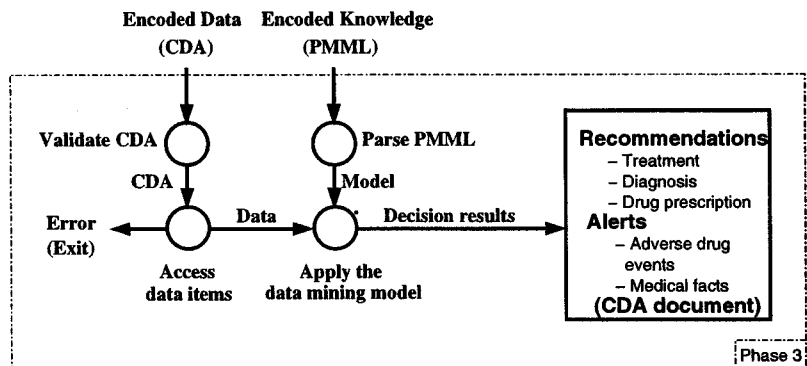 Encoded Data
(CDA)
Encoded Knowledge
(PMML)
Validate CDA
Parse PMML
CDA
Model
Error
(Exit)
Data
Decision results
Access
data items
Apply the
data mining model
Recommendations
– Treatment
– Diagnosis
– Drug prescription
Alerts
– Adverse drug
events
– Medical facts
(CDA document)
Phase 3